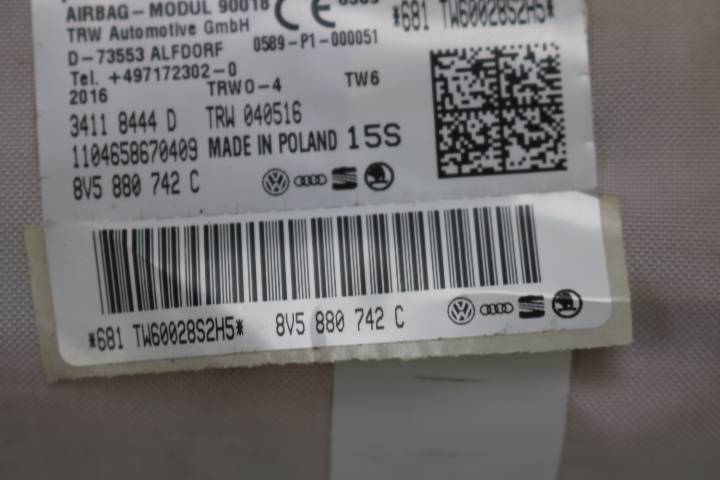 AIRBAG-MODUL 90018
TRW Automotive GmbH
D-73553 ALFDORF
0589-P1-000051
*681 TW60028S2H5*
Tel. +497172302-0
2016
TRWO-4
TW6
3411 8444 D
TRW 040516
1104658670409
MADE IN POLAND
15S
8V5 880 742 C
*681 TW60028S2H5*
8V5 880 742 C